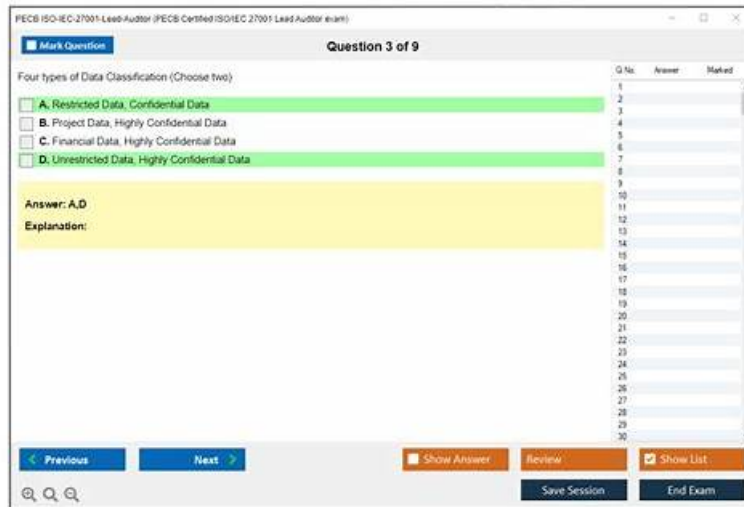 PECB ISO-IEC-27001-Lead-Auditor (PECB Certified ISO/IEC 27001 Lead Auditor exam)
Mark Question
Question 3 of 9
Four types of Data Classification (Choose two)
A. Restricted Data, Confidential Data
B. Project Data, Highly Confidential Data
C. Financial Data, Highly Confidential Data
D. Unrestricted Data, Highly Confidential Data
Answer: A,D
Explanation:
Q.No. Answer Marked
1
2
3
4
5
6
7
8
9
10
11
12
13
14
15
16
17
18
19
20
21
22
23
24
25
26
27
28
29
30
Previous
Next
Show Answer
Review
Show List
Save Session
End Exam